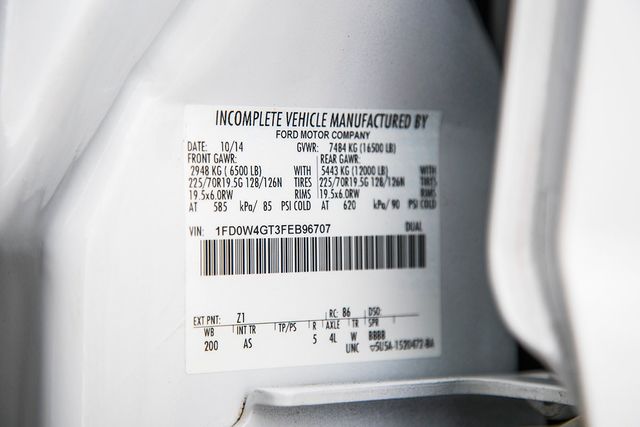 INCOMPLETE VEHICLE MANUFACTURED BY
FORD MOTOR COMPANY
DATE: 10/14 GVWR: 7484 KG (16500 LB)
FRONT GAWR: REAR GAWR:
2948 KG ( 6500 LB) WITH 5443 KG (12000 LB) WITH
225/70R19.5G 128/126N TIRES 225/70R19.5G 128/126N TIRES
19.5x6.0RW RIMS 19.5x6.0RW RIMS
AT 585 kPa/ 85 PSI COLD AT 620 kPa/ 90 PSI COLD
VIN: 1FD0W4GT3FEB96707 DUAL
EXT PNT: Z1 RC: B6 DSO:
WB INT TR TP/PS R AXLE TR SPR
200 AS 5 4L W BBBB
UNC